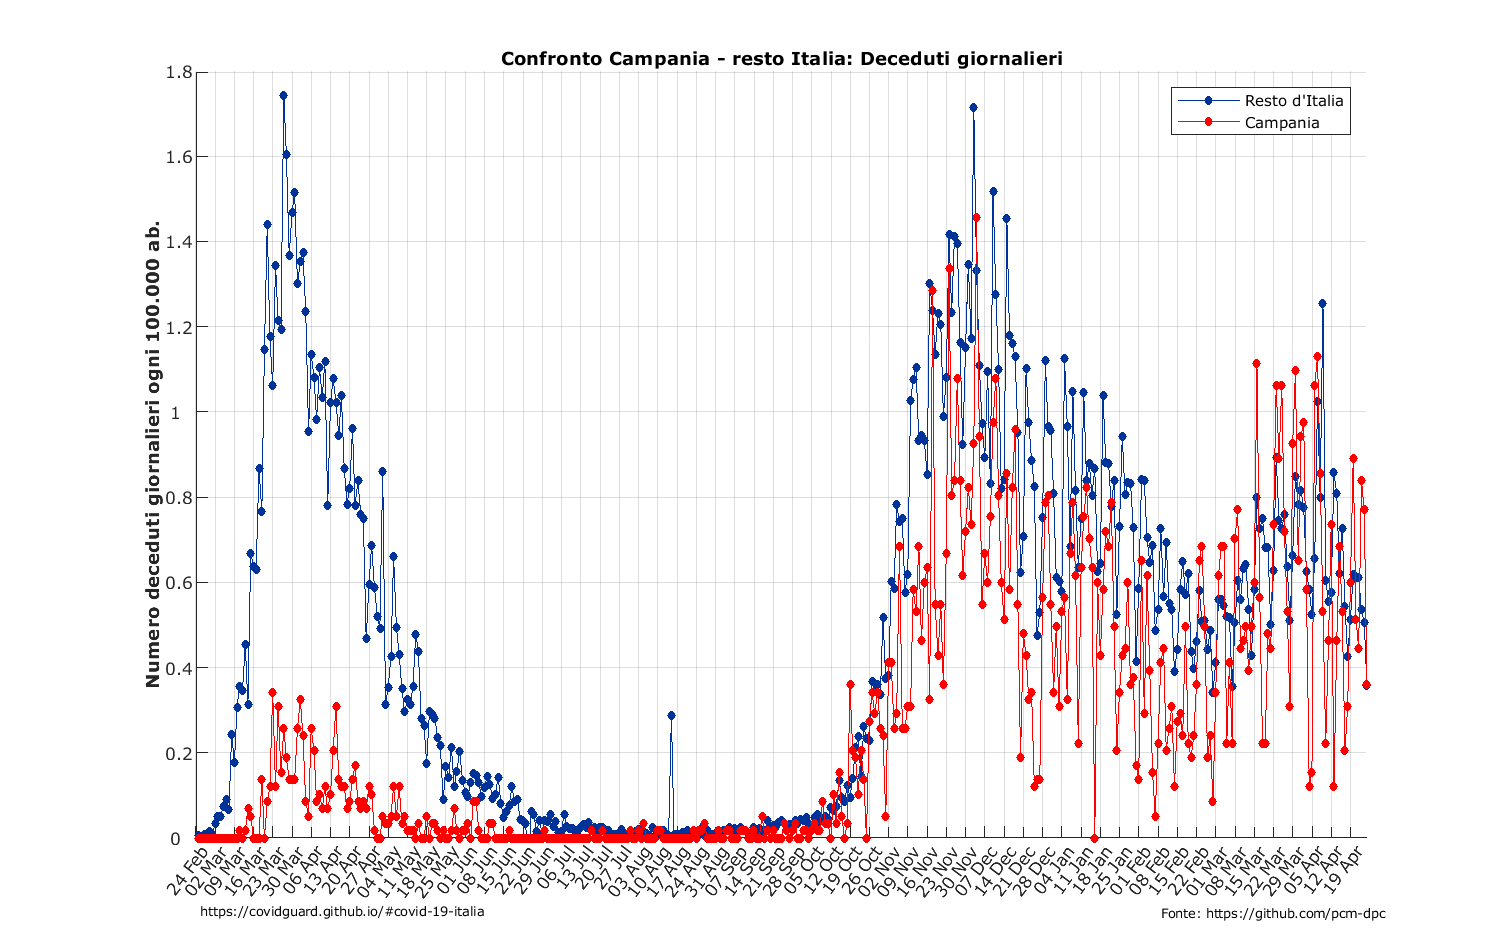 Confronto Campania - resto Italia: Deceduti giornalieri
Numero deceduti giornalieri ogni 100.000 ab.
1.8
1.6
1.4
1.2
1
0.8
0.6
0.4
0.2
0
Resto d'Italia
Campania
24 Feb
02 Mar
09 Mar
16 Mar
23 Mar
30 Mar
06 Apr
13 Apr
20 Apr
27 Apr
04 May
11 May
18 May
25 May
01 Jun
08 Jun
15 Jun
22 Jun
29 Jun
06 Jul
13 Jul
20 Jul
27 Jul
03 Aug
10 Aug
17 Aug
24 Aug
31 Aug
07 Sep
14 Sep
21 Sep
28 Sep
05 Oct
12 Oct
19 Oct
26 Oct
02 Nov
09 Nov
16 Nov
23 Nov
30 Nov
07 Dec
14 Dec
21 Dec
28 Dec
04 Jan
11 Jan
18 Jan
25 Jan
01 Feb
08 Feb
15 Feb
22 Feb
01 Mar
08 Mar
15 Mar
22 Mar
29 Mar
05 Apr
12 Apr
19 Apr
https://covidguard.github.io/#covid-19-italia
Fonte: https://github.com/pcm-dpc